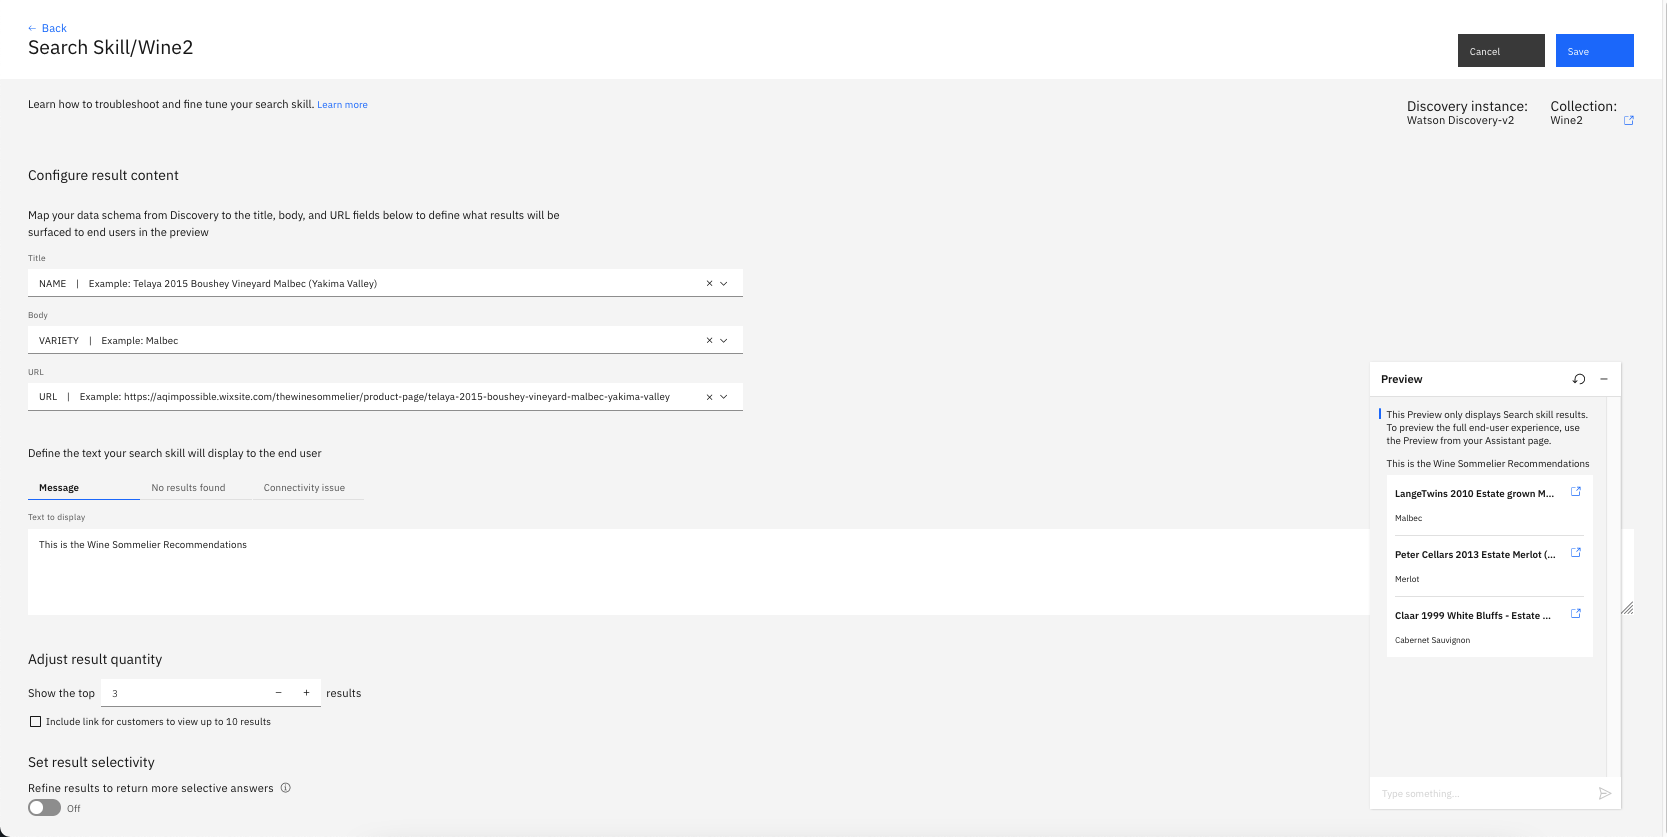 ← Back
Search Skill/Wine2
Cancel
Save
Learn how to troubleshoot and fine tune your search skill. Learn more
Discovery instance:
Watson Discovery-v2
Collection:
Wine2
Configure result content
Map your data schema from Discovery to the title, body, and URL fields below to define what results will be
surfaced to end users in the preview
Title
NAME | Example: Telaya 2015 Boushey Vineyard Malbec (Yakima Valley)
Body
VARIETY | Example: Malbec
URL
URL | Example: https://aqimpossible.wixsite.com/thewinesommelier/product-page/telaya-2015-boushey-vineyard-malbec-yakima-valley
Define the text your search skill will display to the end user
Message
No results found
Connectivity issue
Text to display
This is the Wine Sommelier Recommendations
Adjust result quantity
Show the top 3 − + results
Include link for customers to view up to 10 results
Set result selectivity
Refine results to return more selective answers
Off
Preview
This Preview only displays Search skill results.
To preview the full end-user experience, use
the Preview from your Assistant page.
This is the Wine Sommelier Recommendations
LangeTwins 2010 Estate grown M...
Malbec
Peter Cellars 2013 Estate Merlot (...
Merlot
Claar 1999 White Bluffs - Estate ...
Cabernet Sauvignon
Type something...